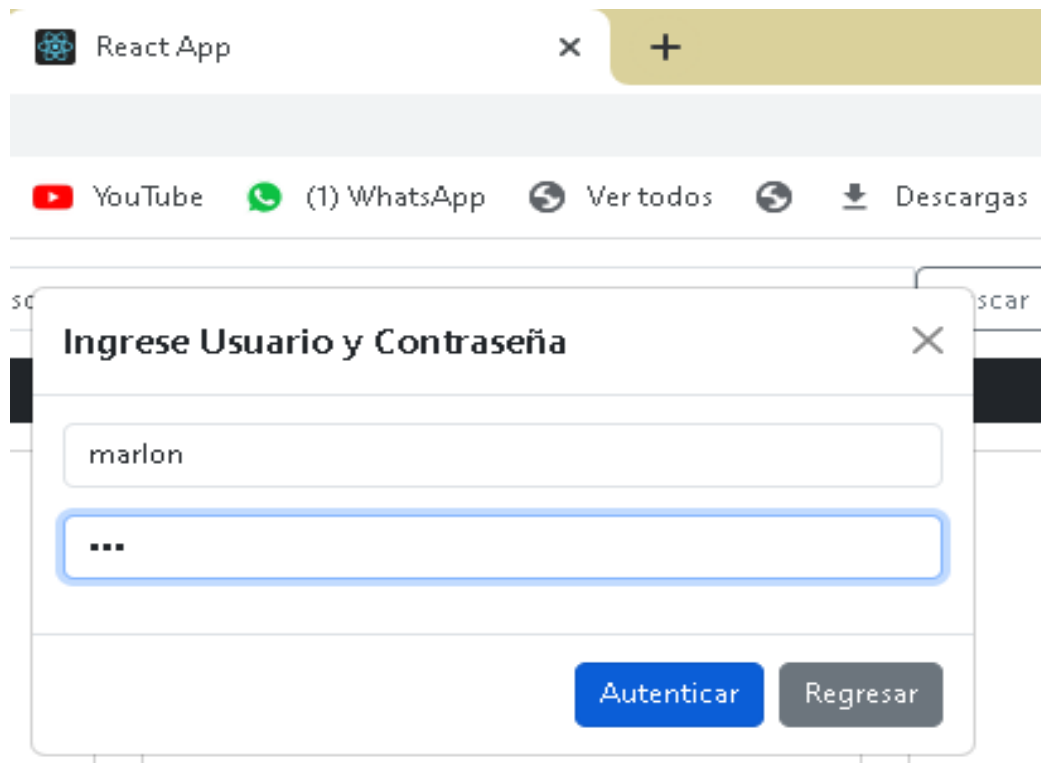 React App
YouTube (1) WhatsApp Ver todos Descargas
Ingrese Usuario y Contraseña
marlon
•••
Autenticar Regresar